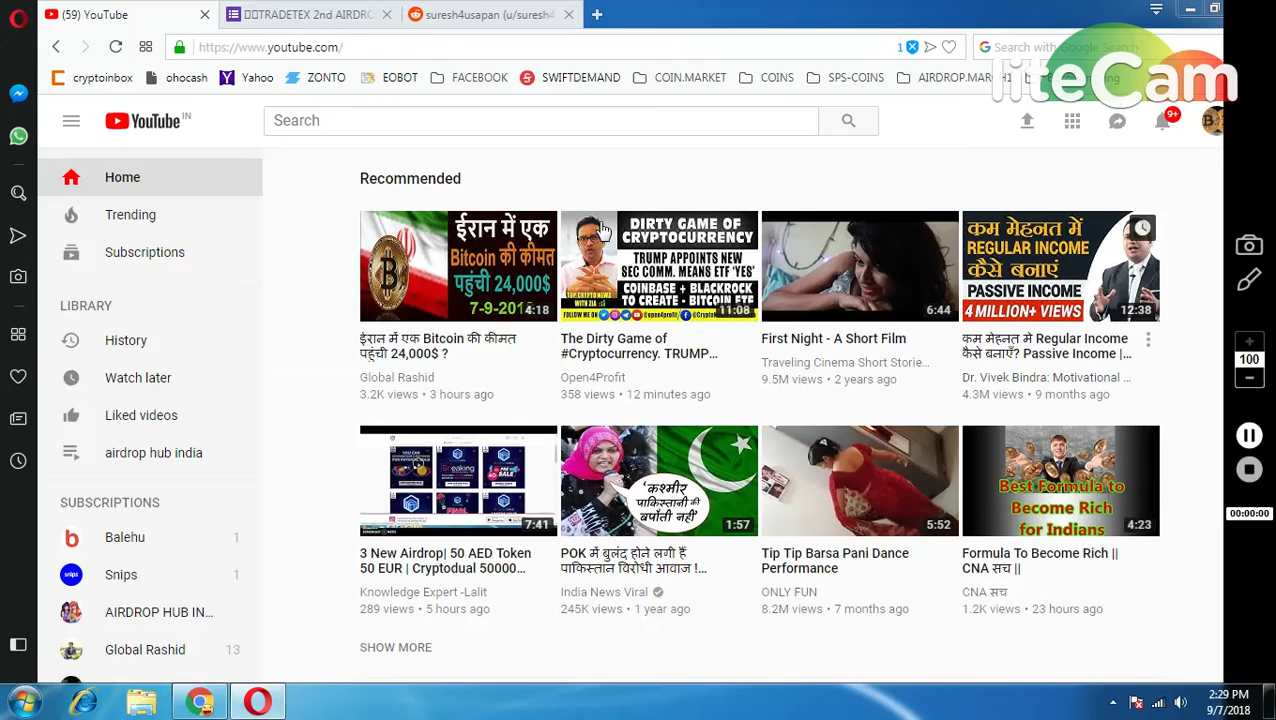 (59) YouTube
TRADETEX 2nd AIRDRO
suresh4usapan (u/suresh4
https://www.youtube.com/
1
Search with Google Search
cryptoinbox
ohocash
Yahoo
ZONTO
EOBOT
FACEBOOK
SWIFTDEMAND
COIN.MARKET
COINS
SPS-COINS
AIRDROP.MARCH1
liteCam
YouTube IN
Search
9+
Home
Trending
Subscriptions
LIBRARY
History
Watch later
Liked videos
airdrop hub india
SUBSCRIPTIONS
Balehu 1
Snips 1
AIRDROP HUB IN...
Global Rashid 13
Recommended
ईरान में एक
Bitcoin की कीमत
पहुंची 24,000$
4:18
ईरान में एक Bitcoin की कीमत
पहुंची 24,000$ ?
Global Rashid
3.2K views • 3 hours ago
DIRTY GAME OF
CRYPTOCURRENCY
TRUMP APPOINTS NEW
SEC COMM. MEANS ETF 'YES'
COINBASE + BLACKROCK
TO CREATE - BITCOIN ETF
11:08
The Dirty Game of
#Cryptocurrency. TRUMP...
Open4Profit
358 views • 12 minutes ago
6:44
First Night - A Short Film
Traveling Cinema Short Storie...
9.5M views • 2 years ago
कम मेहनत में
REGULAR INCOME
कैसे बनाएं
PASSIVE INCOME
4 MILLION+ VIEWS
12:38
कम मेहनत मे Regular Income
कैसे बनाएँ? Passive Income |...
Dr. Vivek Bindra: Motivational ...
4.3M views • 9 months ago
7:41
3 New Airdrop| 50 AED Token
50 EUR | Cryptodual 50000...
Knowledge Expert -Lalit
289 views • 5 hours ago
'कश्मीर
पाकिस्तानी की
बपौती नहीं'
1:57
POK में बुलंद होने लगी हैं
पाकिस्तान विरोधी आवाज !...
India News Viral
245K views • 1 year ago
5:52
Tip Tip Barsa Pani Dance
Performance
ONLY FUN
8.2M views • 7 months ago
Best Formula to
Become Rich
for Indians
4:23
Formula To Become Rich ||
CNA सच ||
CNA सच
1.2K views • 23 hours ago
SHOW MORE
100
00:00:00
2:29 PM
9/7/2018